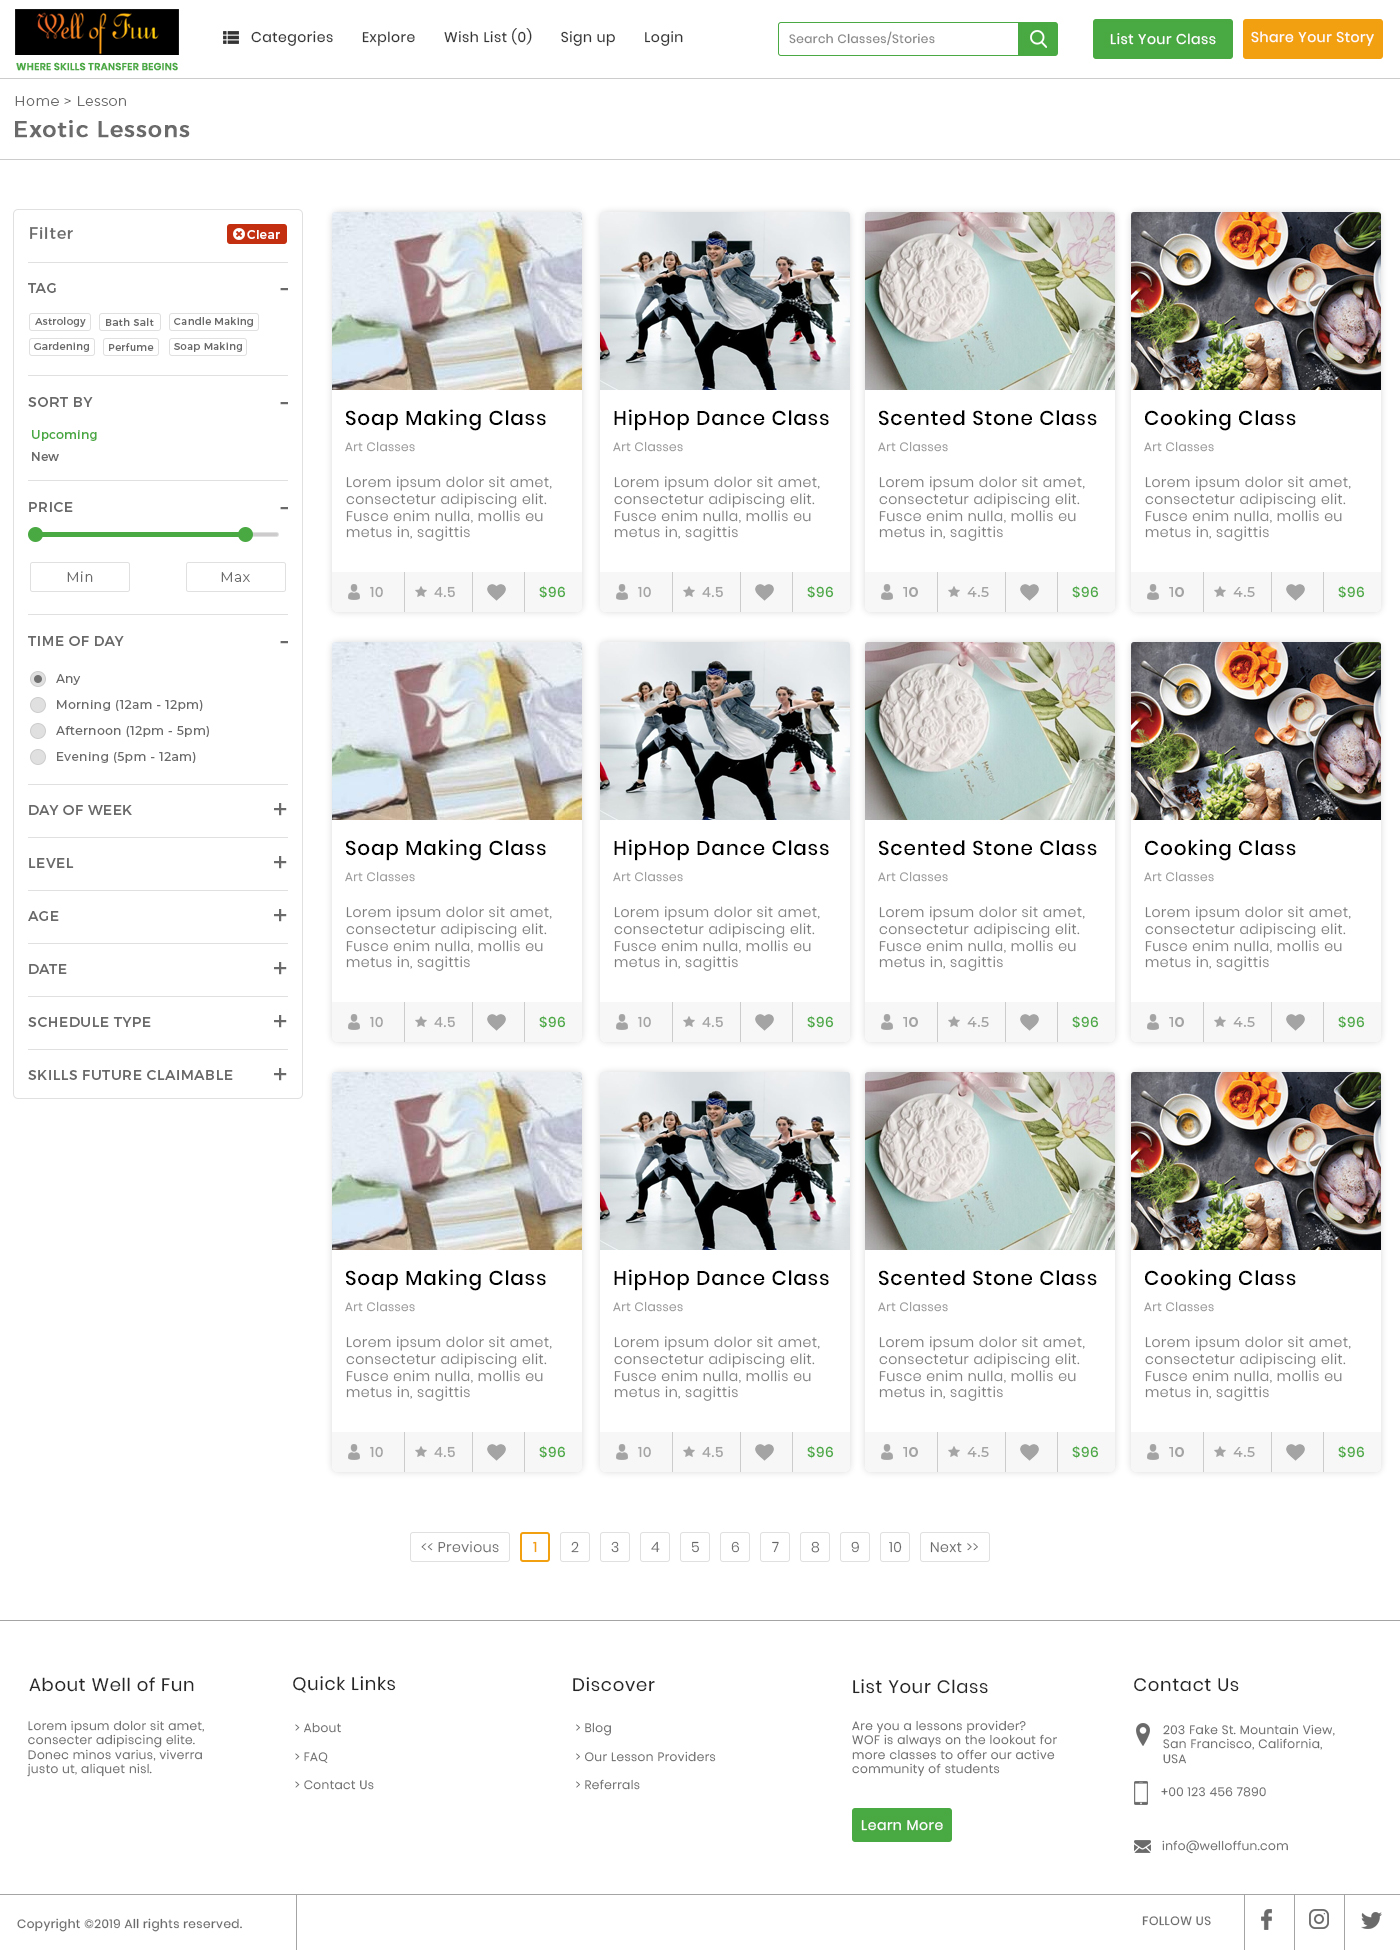 Well of Fun
WHERE SKILLS TRANSFER BEGINS
Categories Explore Wish List (0) Sign up Login
Search Classes/Stories
List Your Class
Share Your Story
Home > Lesson
Exotic Lessons
Filter
Clear
TAG -
Astrology Bath Salt Candle Making
Gardening Perfume Soap Making
SORT BY -
Upcoming
New
PRICE -
Min Max
TIME OF DAY -
Any
Morning (12am - 12pm)
Afternoon (12pm - 5pm)
Evening (5pm - 12am)
DAY OF WEEK +
LEVEL +
AGE +
DATE +
SCHEDULE TYPE +
SKILLS FUTURE CLAIMABLE +
Soap Making Class
Art Classes
Lorem ipsum dolor sit amet,
consectetur adipiscing elit.
Fusce enim nulla, mollis eu
metus in, sagittis
10 4.5 $96
HipHop Dance Class
Art Classes
Lorem ipsum dolor sit amet,
consectetur adipiscing elit.
Fusce enim nulla, mollis eu
metus in, sagittis
10 4.5 $96
Scented Stone Class
Art Classes
Lorem ipsum dolor sit amet,
consectetur adipiscing elit.
Fusce enim nulla, mollis eu
metus in, sagittis
10 4.5 $96
Cooking Class
Art Classes
Lorem ipsum dolor sit amet,
consectetur adipiscing elit.
Fusce enim nulla, mollis eu
metus in, sagittis
10 4.5 $96
Soap Making Class
Art Classes
Lorem ipsum dolor sit amet,
consectetur adipiscing elit.
Fusce enim nulla, mollis eu
metus in, sagittis
10 4.5 $96
HipHop Dance Class
Art Classes
Lorem ipsum dolor sit amet,
consectetur adipiscing elit.
Fusce enim nulla, mollis eu
metus in, sagittis
10 4.5 $96
Scented Stone Class
Art Classes
Lorem ipsum dolor sit amet,
consectetur adipiscing elit.
Fusce enim nulla, mollis eu
metus in, sagittis
10 4.5 $96
Cooking Class
Art Classes
Lorem ipsum dolor sit amet,
consectetur adipiscing elit.
Fusce enim nulla, mollis eu
metus in, sagittis
10 4.5 $96
Soap Making Class
Art Classes
Lorem ipsum dolor sit amet,
consectetur adipiscing elit.
Fusce enim nulla, mollis eu
metus in, sagittis
10 4.5 $96
HipHop Dance Class
Art Classes
Lorem ipsum dolor sit amet,
consectetur adipiscing elit.
Fusce enim nulla, mollis eu
metus in, sagittis
10 4.5 $96
Scented Stone Class
Art Classes
Lorem ipsum dolor sit amet,
consectetur adipiscing elit.
Fusce enim nulla, mollis eu
metus in, sagittis
10 4.5 $96
Cooking Class
Art Classes
Lorem ipsum dolor sit amet,
consectetur adipiscing elit.
Fusce enim nulla, mollis eu
metus in, sagittis
10 4.5 $96
<< Previous 1 2 3 4 5 6 7 8 9 10 Next >>
About Well of Fun
Lorem ipsum dolor sit amet,
consecter adipiscing elite.
Donec minos varius, viverra
justo ut, aliquet nisl.
Quick Links
> About
> FAQ
> Contact Us
Discover
> Blog
> Our Lesson Providers
> Referrals
List Your Class
Are you a lessons provider?
WOF is always on the lookout for
more classes to offer our active
community of students
Learn More
Contact Us
203 Fake St. Mountain View,
San Francisco, California,
USA
+00 123 456 7890
info@welloffun.com
Copyright ©2019 All rights reserved.
FOLLOW US